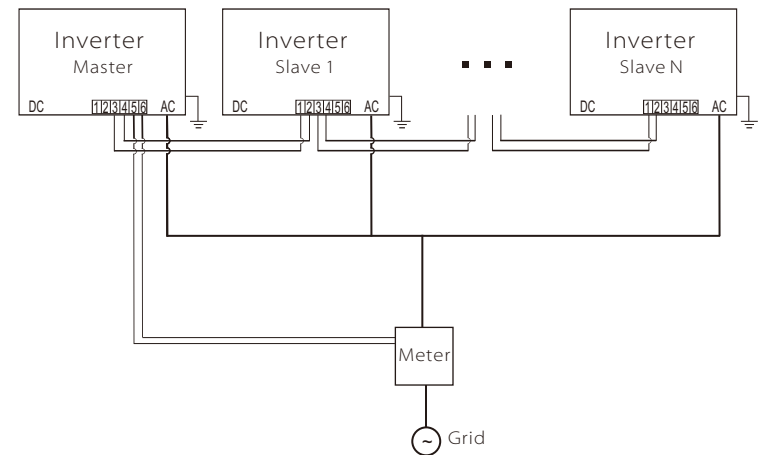 Inverter
Master
DC 1 2 3 4 5 6 AC
Inverter
Slave 1
DC 1 2 3 4 5 6 AC
Inverter
Slave N
DC 1 2 3 4 5 6 AC
Meter
~ Grid